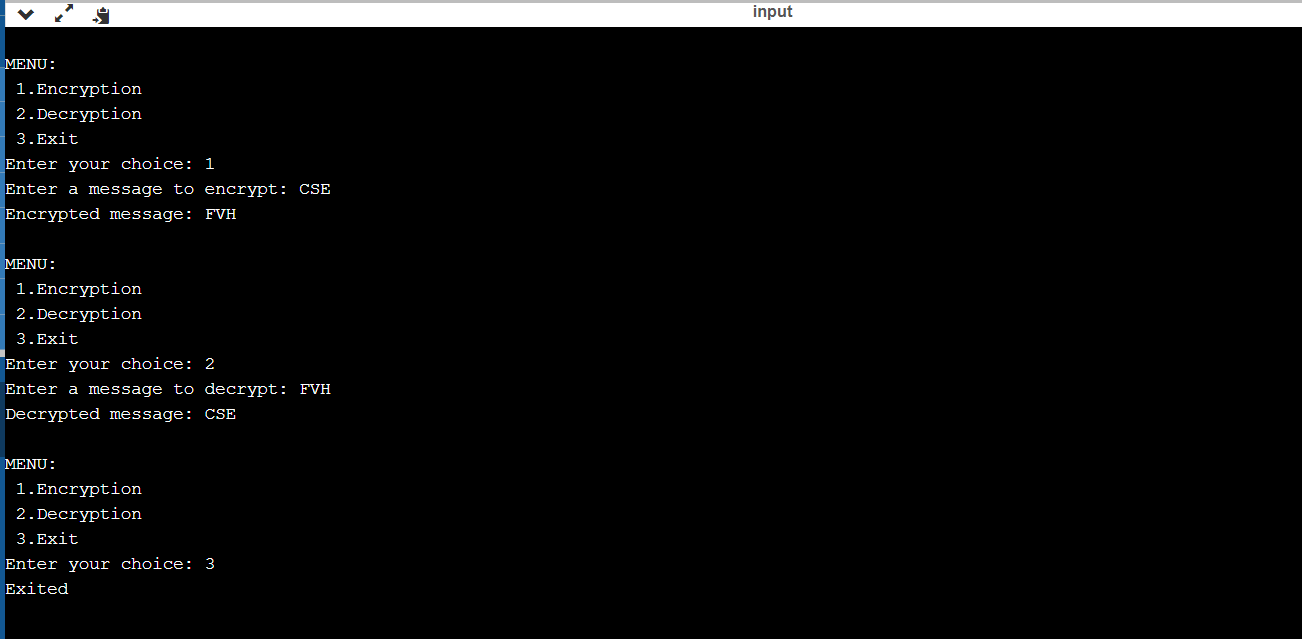 input
MENU:
 1.Encryption
 2.Decryption
 3.Exit
Enter your choice: 1
Enter a message to encrypt: CSE
Encrypted message: FVH

MENU:
 1.Encryption
 2.Decryption
 3.Exit
Enter your choice: 2
Enter a message to decrypt: FVH
Decrypted message: CSE

MENU:
 1.Encryption
 2.Decryption
 3.Exit
Enter your choice: 3
Exited